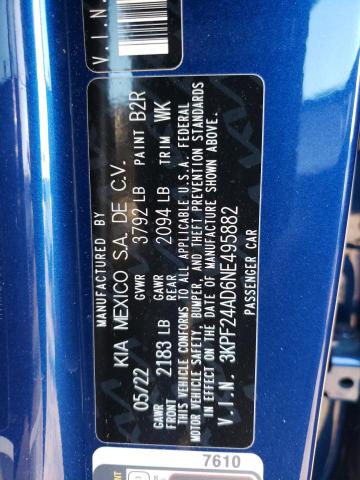 V.I.N.
MANUFACTURED BY
KIA MEXICO S.A. DE C.V.
05/22 GVWR 3792 LB PAINT B2R
GAWR FRONT 2183 LB GAWR REAR 2094 LB TRIM WK
THIS VEHICLE CONFORMS TO ALL APPLICABLE U.S.A. FEDERAL
MOTOR VEHICLE SAFETY, BUMPER, AND THEFT PREVENTION STANDARDS
IN EFFECT ON THE DATE OF MANUFACTURE SHOWN ABOVE.
V.I.N. 3KPF24AD6NE495882
PASSENGER CAR
7610